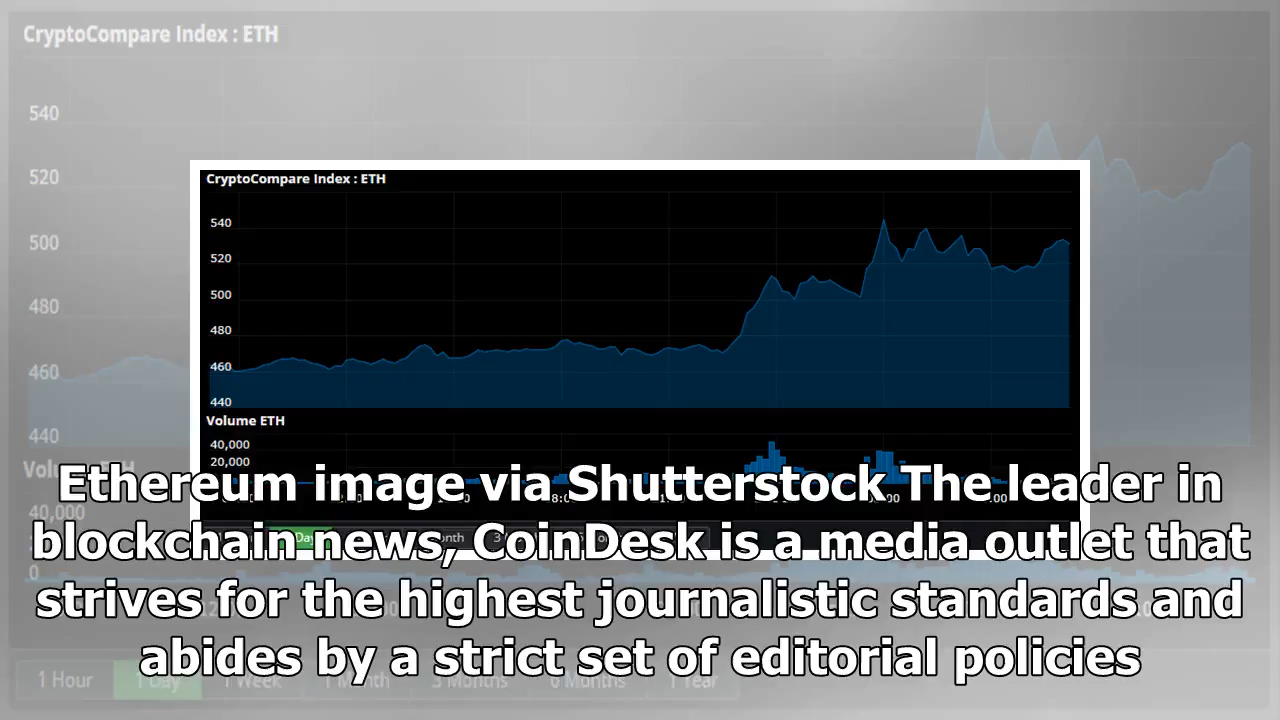 CryptoCompare Index : ETH
540
520
500
480
460
440
40,000
0
1 Hour
1 Day
1 Week
1 Month
3 Months
6 Months
1 Year
CryptoCompare Index : ETH
540
520
500
480
460
440
Volume ETH
40,000
20,000
Ethereum image via Shutterstock The leader in
blockchain news, CoinDesk is a media outlet that
strives for the highest journalistic standards and
abides by a strict set of editorial policies